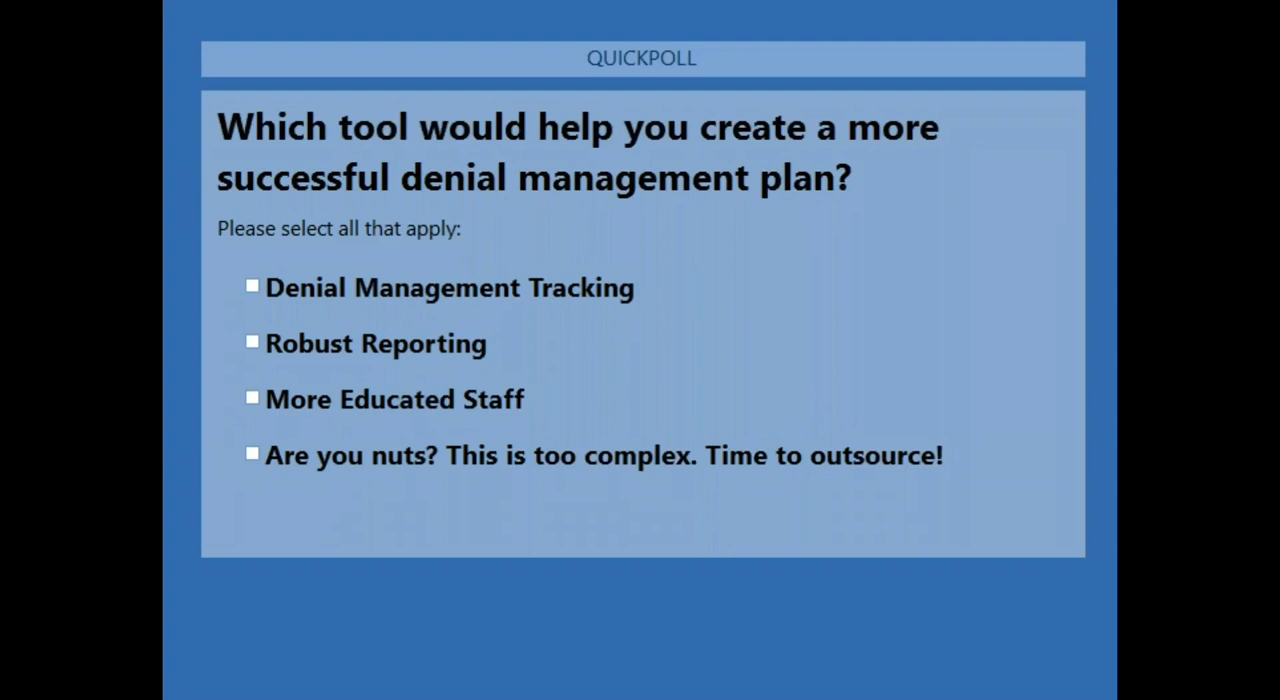 QUICKPOLL
Which tool would help you create a more
successful denial management plan?
Please select all that apply:
Denial Management Tracking
Robust Reporting
More Educated Staff
Are you nuts? This is too complex. Time to outsource!